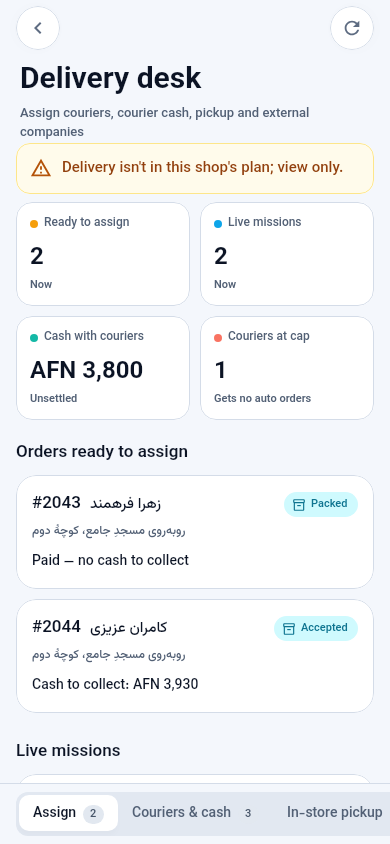 Delivery desk
Assign couriers, courier cash, pickup and external
companies
Delivery isn't in this shop's plan; view only.
Ready to assign
2
Now
Live missions
2
Now
Cash with couriers
AFN 3,800
Unsettled
Couriers at cap
1
Gets no auto orders
Orders ready to assign
#2043 زهرا فرهمند
Packed
روبه‌روی مسجدِ جامع، کوچهٔ دوم
Paid — no cash to collect
#2044 کامران عزیزی
Accepted
روبه‌روی مسجدِ جامع، کوچهٔ دوم
Cash to collect: AFN 3,930
Live missions
Assign 2
Couriers & cash 3
In-store pickup